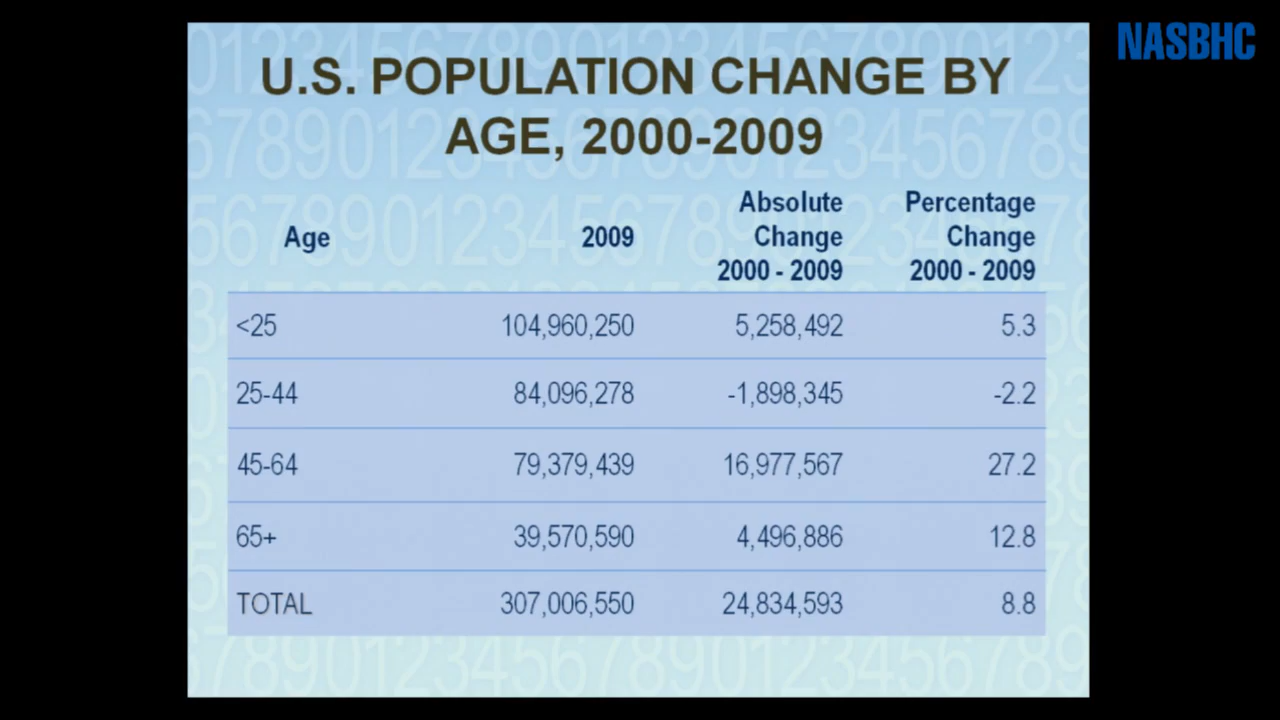 NASBHC
U.S. POPULATION CHANGE BY
AGE, 2000-2009
Age 2009 Absolute Change 2000 - 2009 Percentage Change 2000 - 2009
<25 104,960,250 5,258,492 5.3
25-44 84,096,278 -1,898,345 -2.2
45-64 79,379,439 16,977,567 27.2
65+ 39,570,590 4,496,886 12.8
TOTAL 307,006,550 24,834,593 8.8